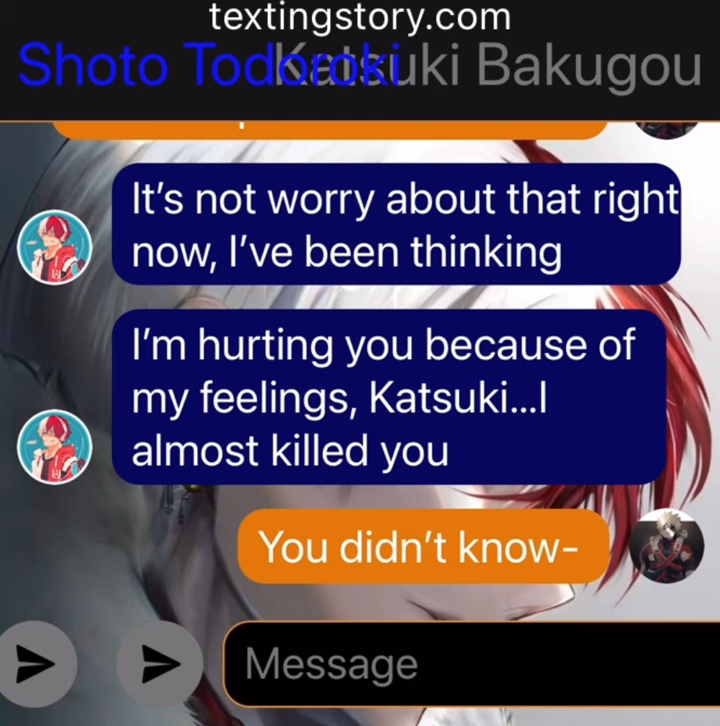 textingstory.com
Shoto Todoroki
Katsuki Bakugou
It's not worry about that right
now, I've been thinking
I'm hurting you because of
my feelings, Katsuki...I
almost killed you
You didn't know-
Message